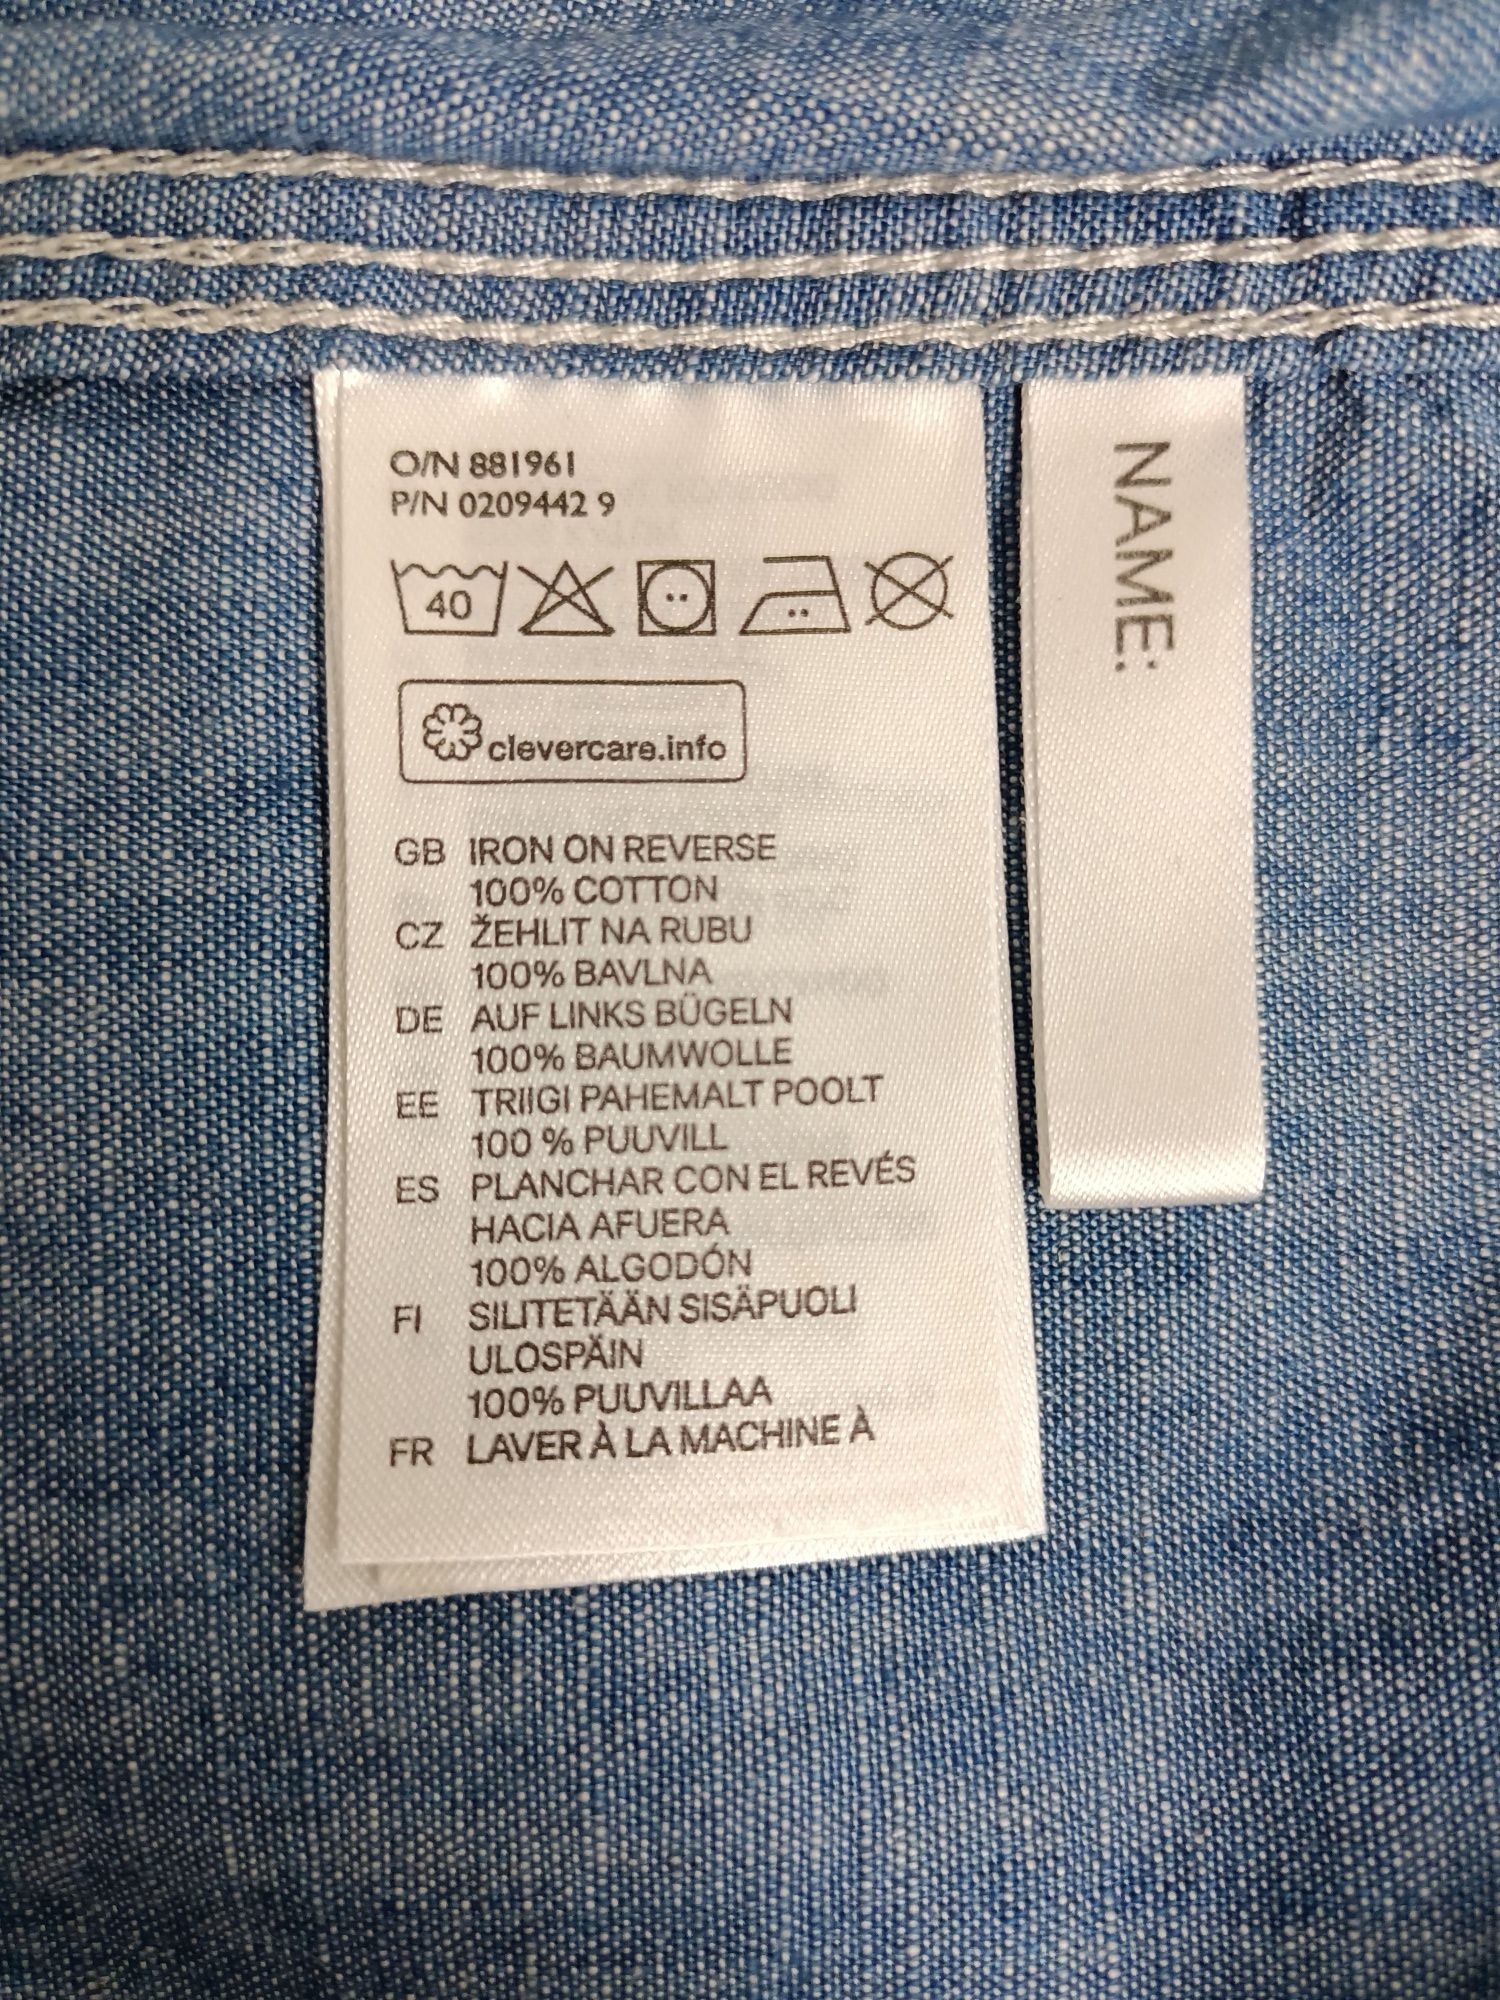 O/N 881961
P/N 0209442 9
40
clevercare.info
GB IRON ON REVERSE
100% COTTON
CZ ŽEHLIT NA RUBU
100% BAVLNA
DE AUF LINKS BÜGELN
100% BAUMWOLLE
EE TRIIGI PAHEMALT POOLT
100 % PUUVILL
ES PLANCHAR CON EL REVÉS
HACIA AFUERA
100% ALGODÓN
FI SILITETÄÄN SISÄPUOLI
ULOSPÄIN
100% PUUVILLAA
FR LAVER À LA MACHINE À
NAME: